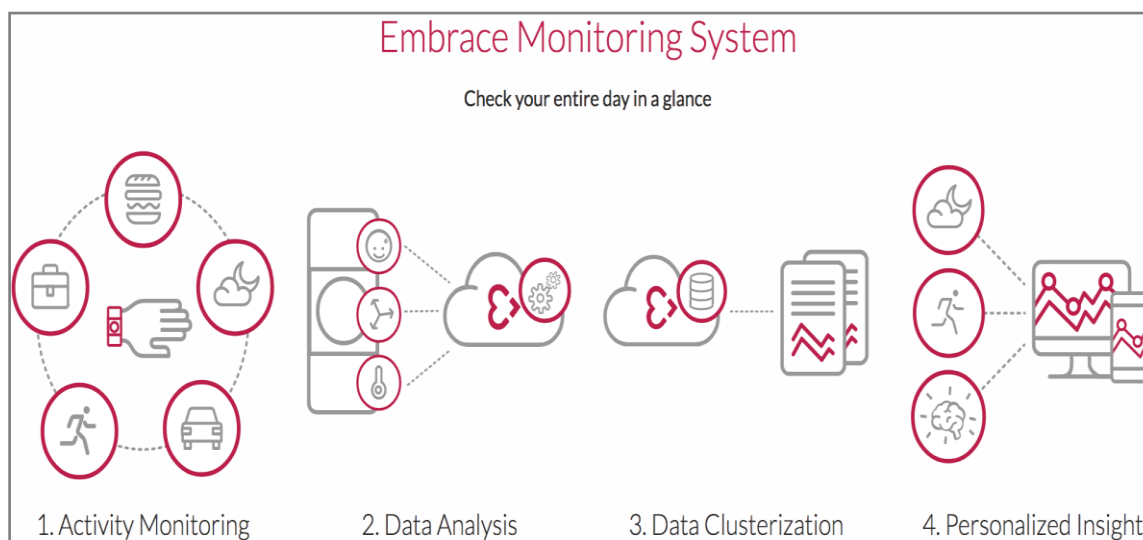 Embrace Monitoring System
Check your entire day in a glance
1. Activity Monitoring
2. Data Analysis
3. Data Clusterization
4. Personalized Insight